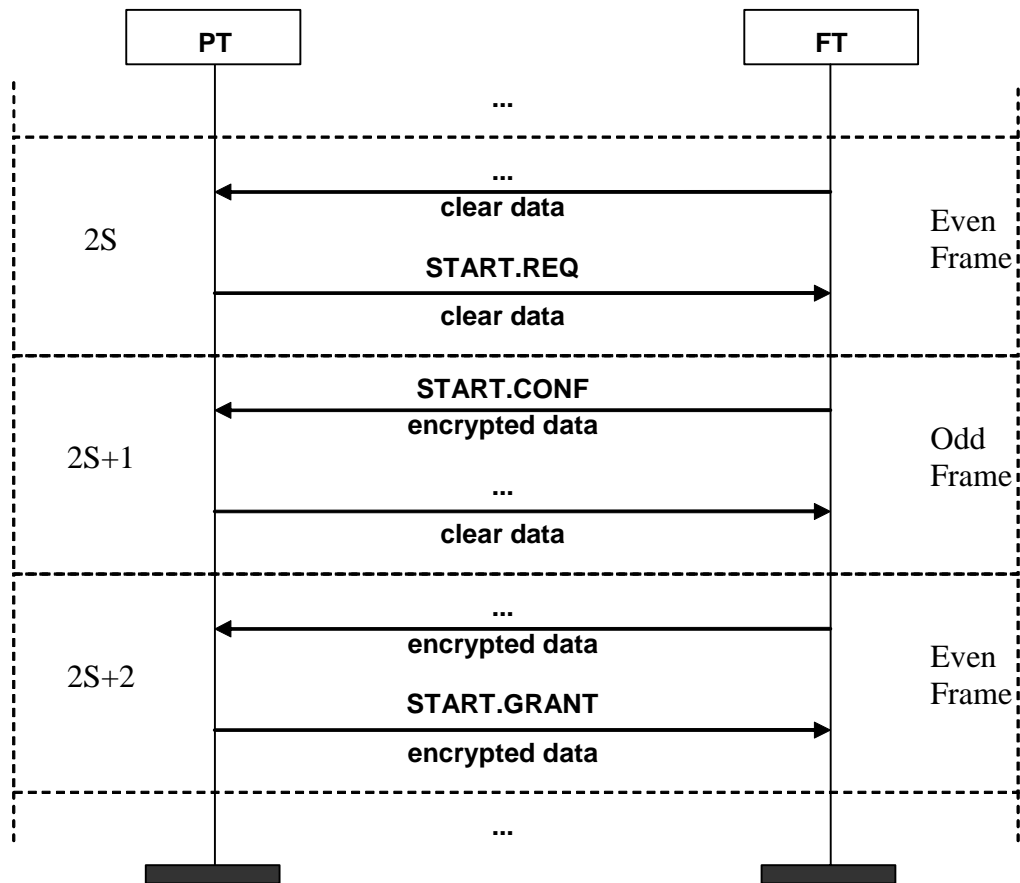 PT
FT
...
...
clear data
2S
Even
Frame
START.REQ
clear data
START.CONF
encrypted data
2S+1
Odd
Frame
...
clear data
...
encrypted data
2S+2
Even
Frame
START.GRANT
encrypted data
...